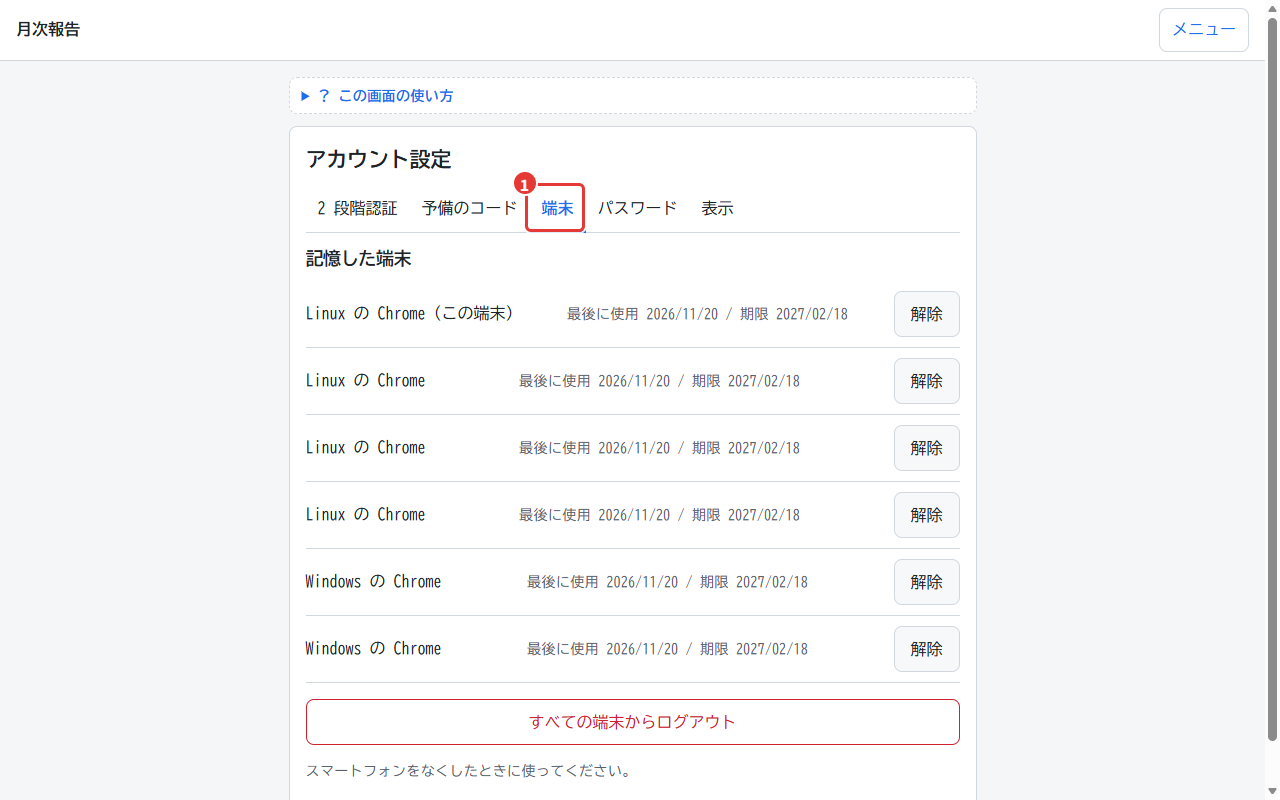 月次報告
メニュー
▶ ? この画面の使い方
アカウント設定
1
2 段階認証 予備のコード 端末 パスワード 表示
記憶した端末
Linux の Chrome（この端末） 最後に使用 2026/11/20 / 期限 2027/02/18 解除
Linux の Chrome 最後に使用 2026/11/20 / 期限 2027/02/18 解除
Linux の Chrome 最後に使用 2026/11/20 / 期限 2027/02/18 解除
Linux の Chrome 最後に使用 2026/11/20 / 期限 2027/02/18 解除
Windows の Chrome 最後に使用 2026/11/20 / 期限 2027/02/18 解除
Windows の Chrome 最後に使用 2026/11/20 / 期限 2027/02/18 解除
すべての端末からログアウト
スマートフォンをなくしたときに使ってください。